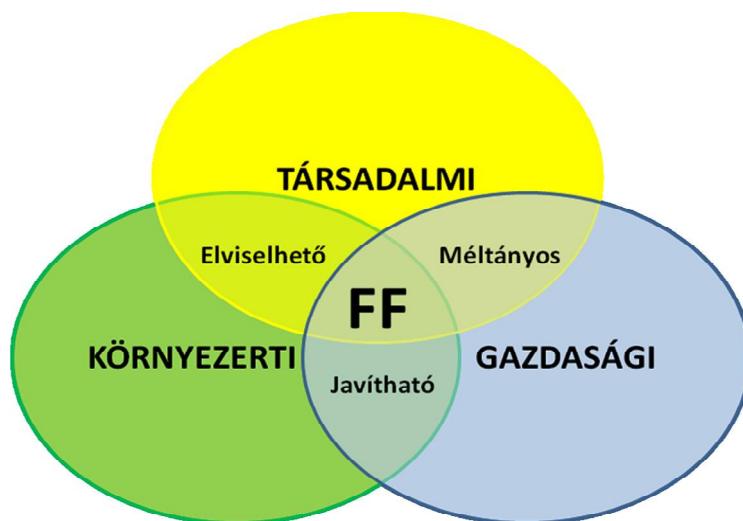 TÁRSADALMI
Elviselhető
Méltányos
FF
KÖRNYEZERTI
GAZDASÁGI
Javítható